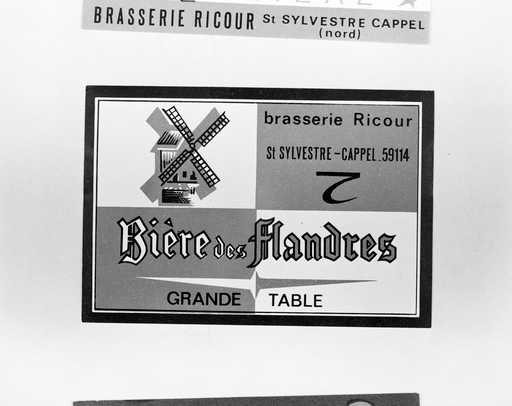 BRASSERIE RICOUR St SYLVESTRE CAPPEL
(nord)
brasserie Ricour
St SYLVESTRE-CAPPEL.59114
Bière des Flandres
GRANDE TABLE